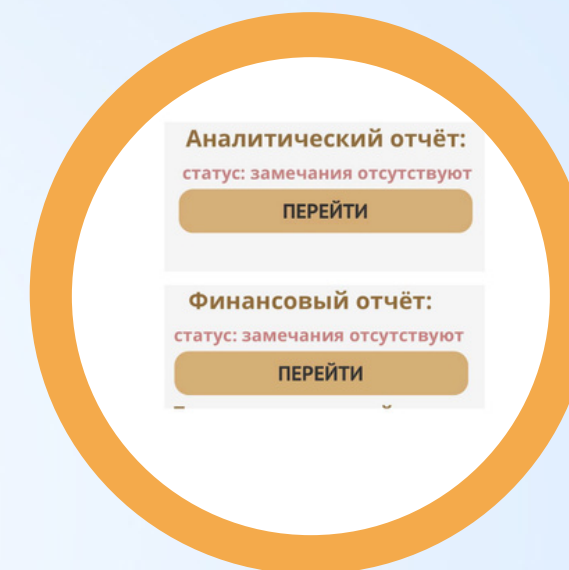 Аналитический отчёт:
статус: замечания отсутствуют
ПЕРЕЙТИ
Финансовый отчёт:
статус: замечания отсутствуют
ПЕРЕЙТИ